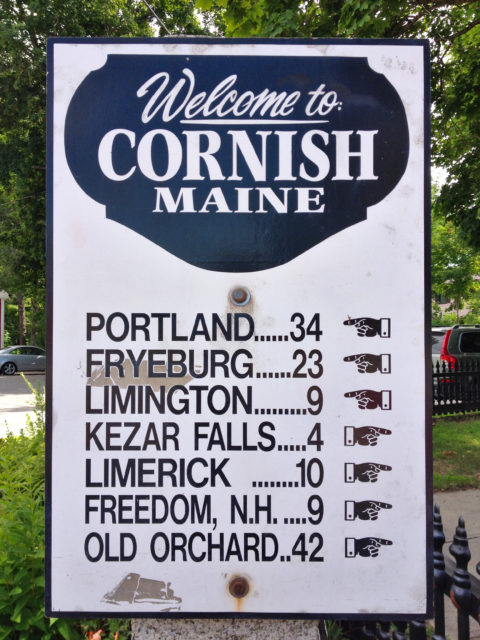 Welcome to:
CORNISH
MAINE
PORTLAND......34
FRYEBURG......23
LIMINGTON.........9
KEZAR FALLS.....4
LIMERICK ........10
FREEDOM, N.H. ....9
OLD ORCHARD..42